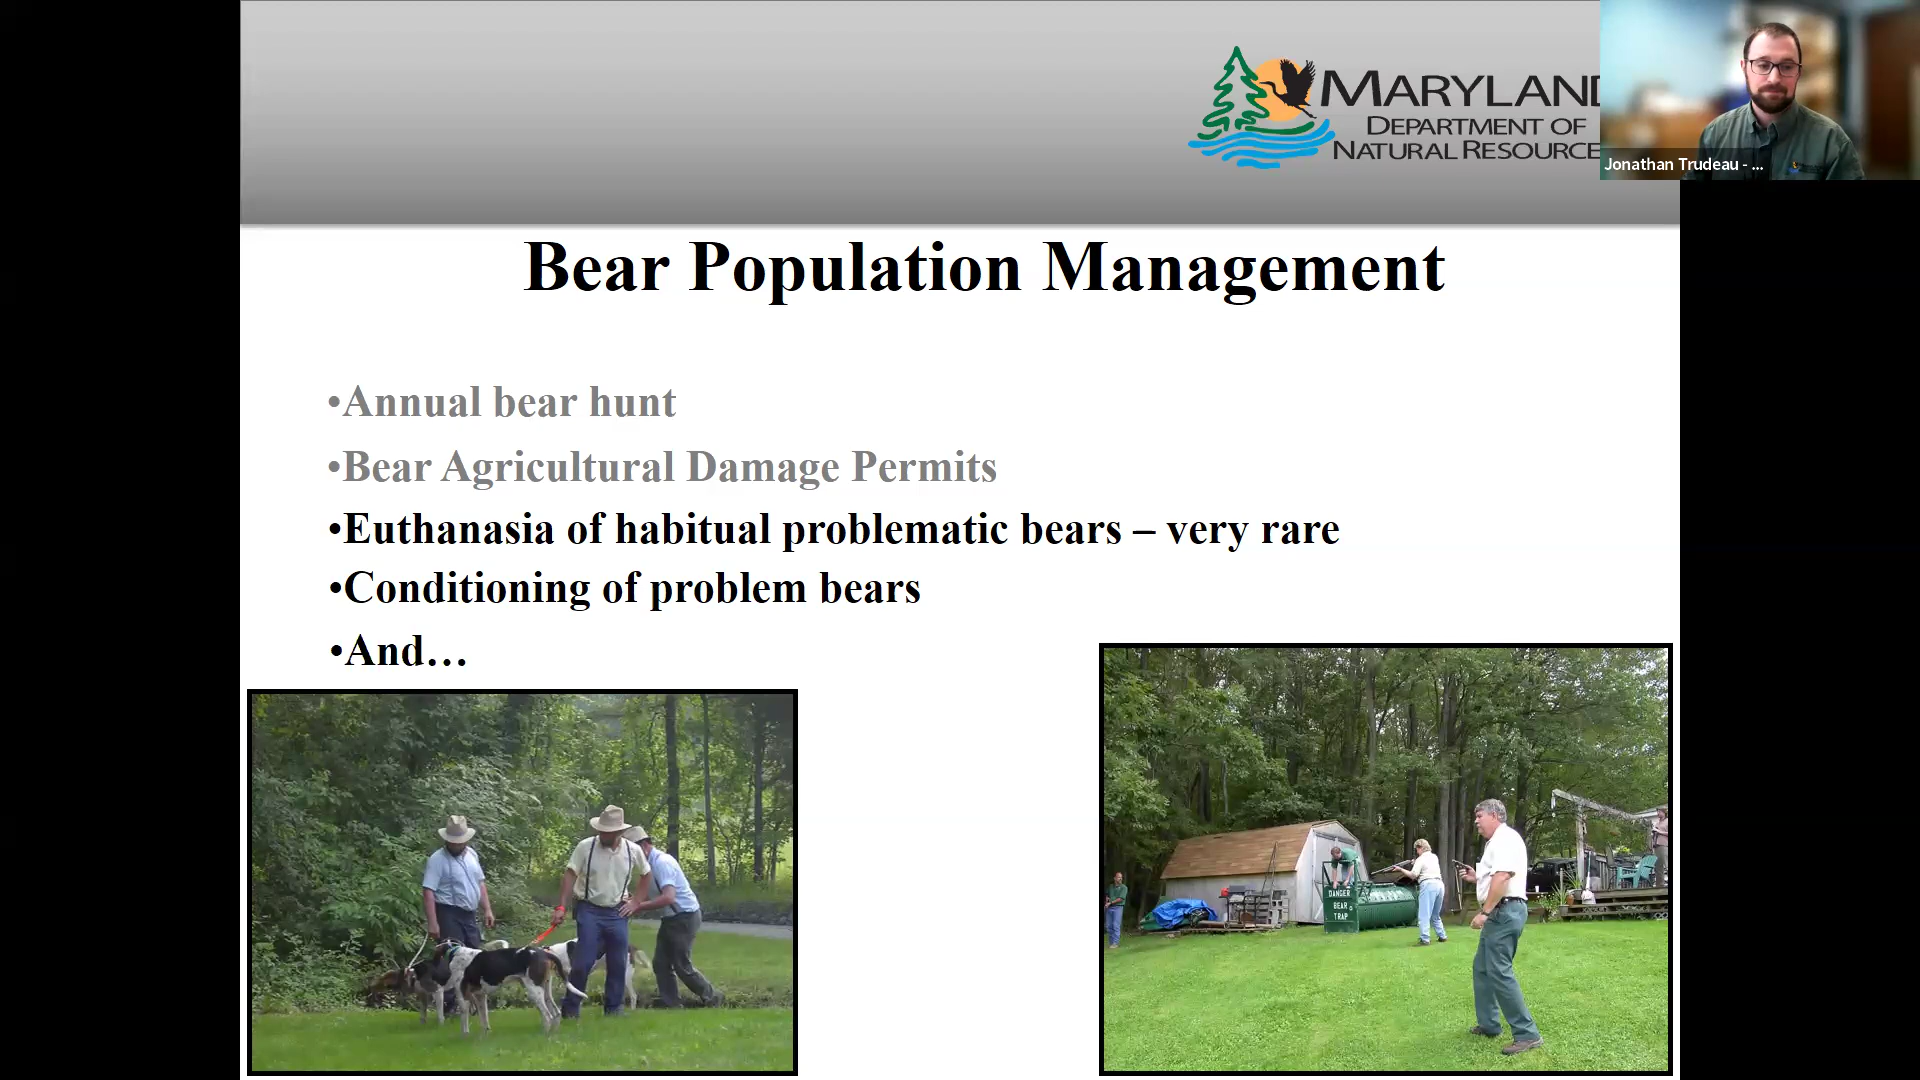 MARYLAND
DEPARTMENT OF
NATURAL RESOURCE
Jonathan Trudeau - ...
Bear Population Management
•Annual bear hunt
•Bear Agricultural Damage Permits
•Euthanasia of habitual problematic bears – very rare
•Conditioning of problem bears
•And…
DANGER
BEAR
TRAP